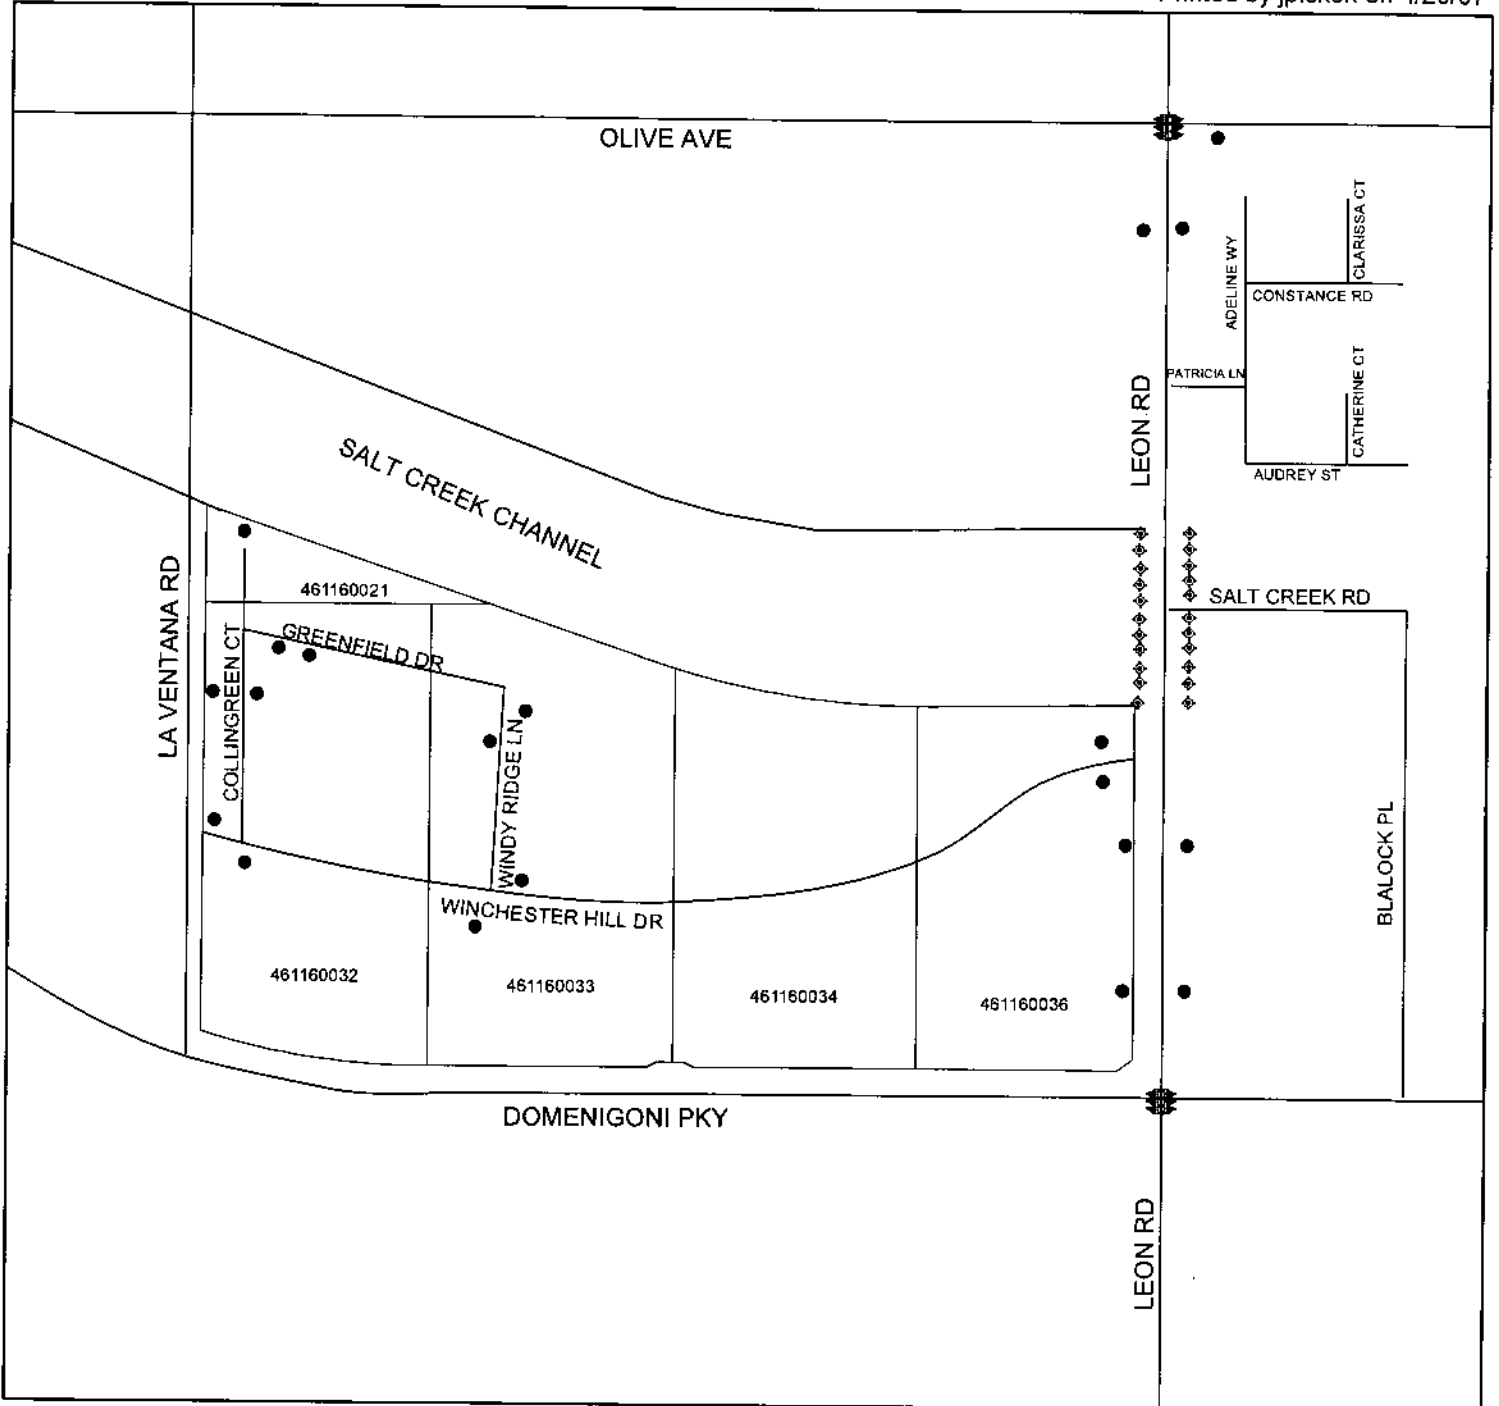 OLIVE AVE
CLARISSA CT
ADELINE WY
CONSTANCE RD
PATRICIA LN
CATHERINE CT
LEON RD
AUDREY ST
SALT CREEK CHANNEL
LA VENTANA RD
461160021
SALT CREEK RD
GREENFIELD DR
COLLINGREEN CT
WINDY RIDGE LN
BLALOCK PL
WINCHESTER HILL DR
461160032
461160033
461160034
461160036
DOMENIGONI PKY
LEON RD